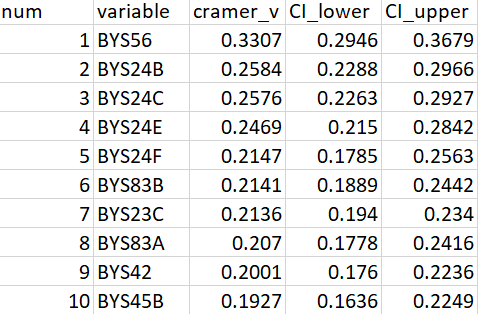 num variable cramer_v CI_lower CI_upper
1 BYS56 0.3307 0.2946 0.3679
2 BYS24B 0.2584 0.2288 0.2966
3 BYS24C 0.2576 0.2263 0.2927
4 BYS24E 0.2469 0.215 0.2842
5 BYS24F 0.2147 0.1785 0.2563
6 BYS83B 0.2141 0.1889 0.2442
7 BYS23C 0.2136 0.194 0.234
8 BYS83A 0.207 0.1778 0.2416
9 BYS42 0.2001 0.176 0.2236
10 BYS45B 0.1927 0.1636 0.2249